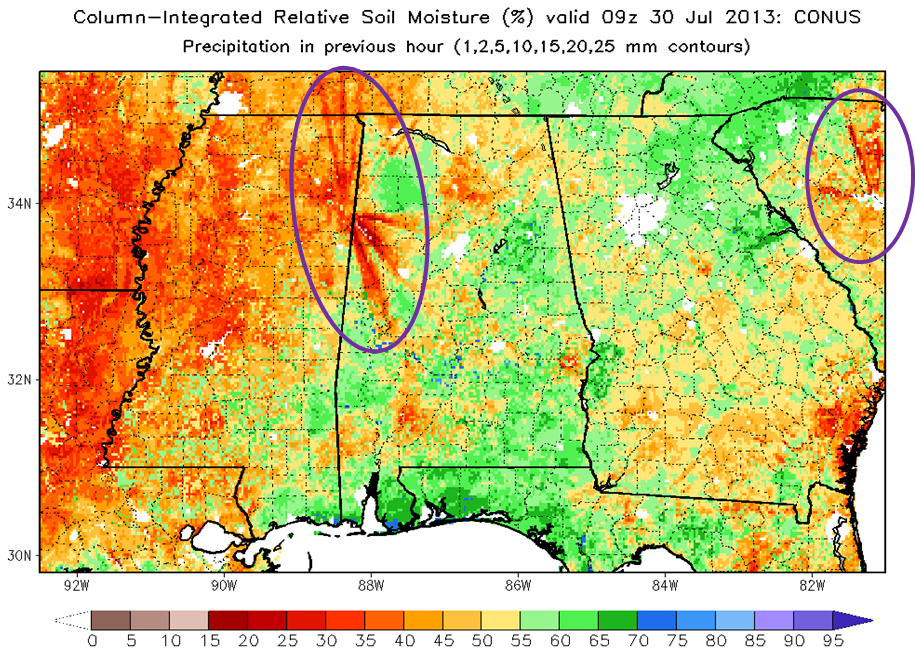 Column-Integrated Relative Soil Moisture (%) valid 09z 30 Jul 2013: CONUS
Precipitation in previous hour (1,2,5,10,15,20,25 mm contours)
34N
32N
30N
92W 90W 88W 86W 84W 82W
0 5 10 15 20 25 30 35 40 45 50 55 60 65 70 75 80 85 90 95